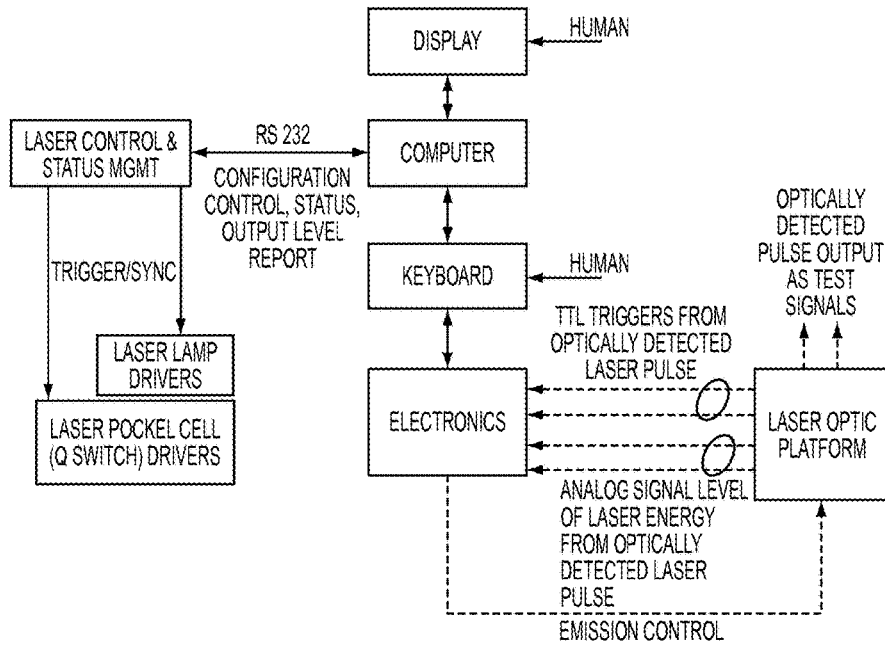 DISPLAY
HUMAN
LASER CONTROL &
STATUS MGMT
RS 232
COMPUTER
CONFIGURATION
CONTROL, STATUS,
OUTPUT LEVEL
REPORT
OPTICALLY
DETECTED
PULSE OUTPUT
AS TEST
SIGNALS
TRIGGER/SYNC
KEYBOARD
HUMAN
TTL TRIGGERS FROM
OPTICALLY DETECTED
LASER PULSE
LASER LAMP
DRIVERS
LASER POCKEL CELL
(Q SWITCH) DRIVERS
ELECTRONICS
LASER OPTIC
PLATFORM
ANALOG SIGNAL LEVEL
OF LASER ENERGY
FROM OPTICALLY
DETECTED LASER
PULSE
EMISSION CONTROL